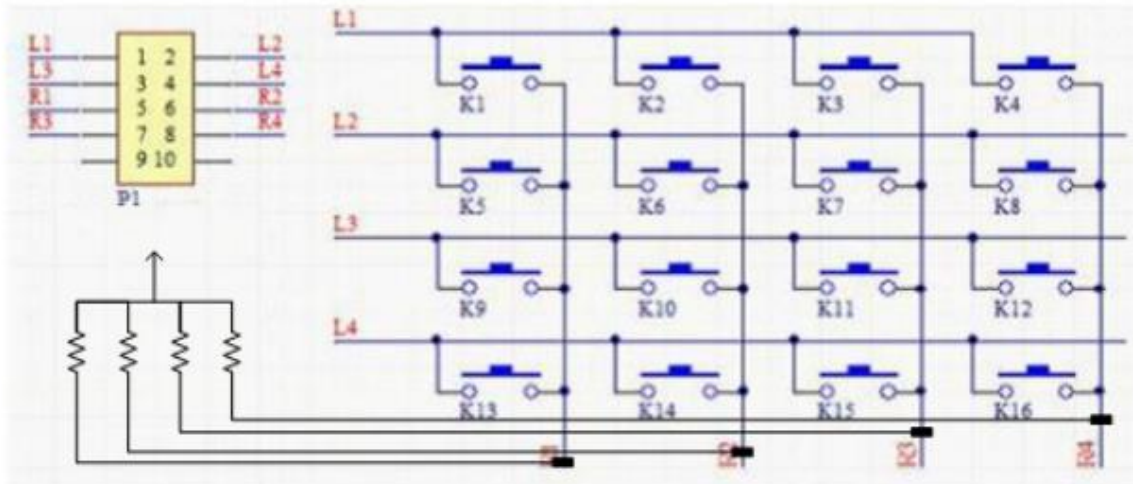 L1 1 2 L2
L3 3 4 L4
R1 5 6 R2
R3 7 8 R4
9 10
P1
L1
K1 K2 K3 K4
L2
K5 K6 K7 K8
L3
K9 K10 K11 K12
L4
K13 K14 K15 K16
R3 R4